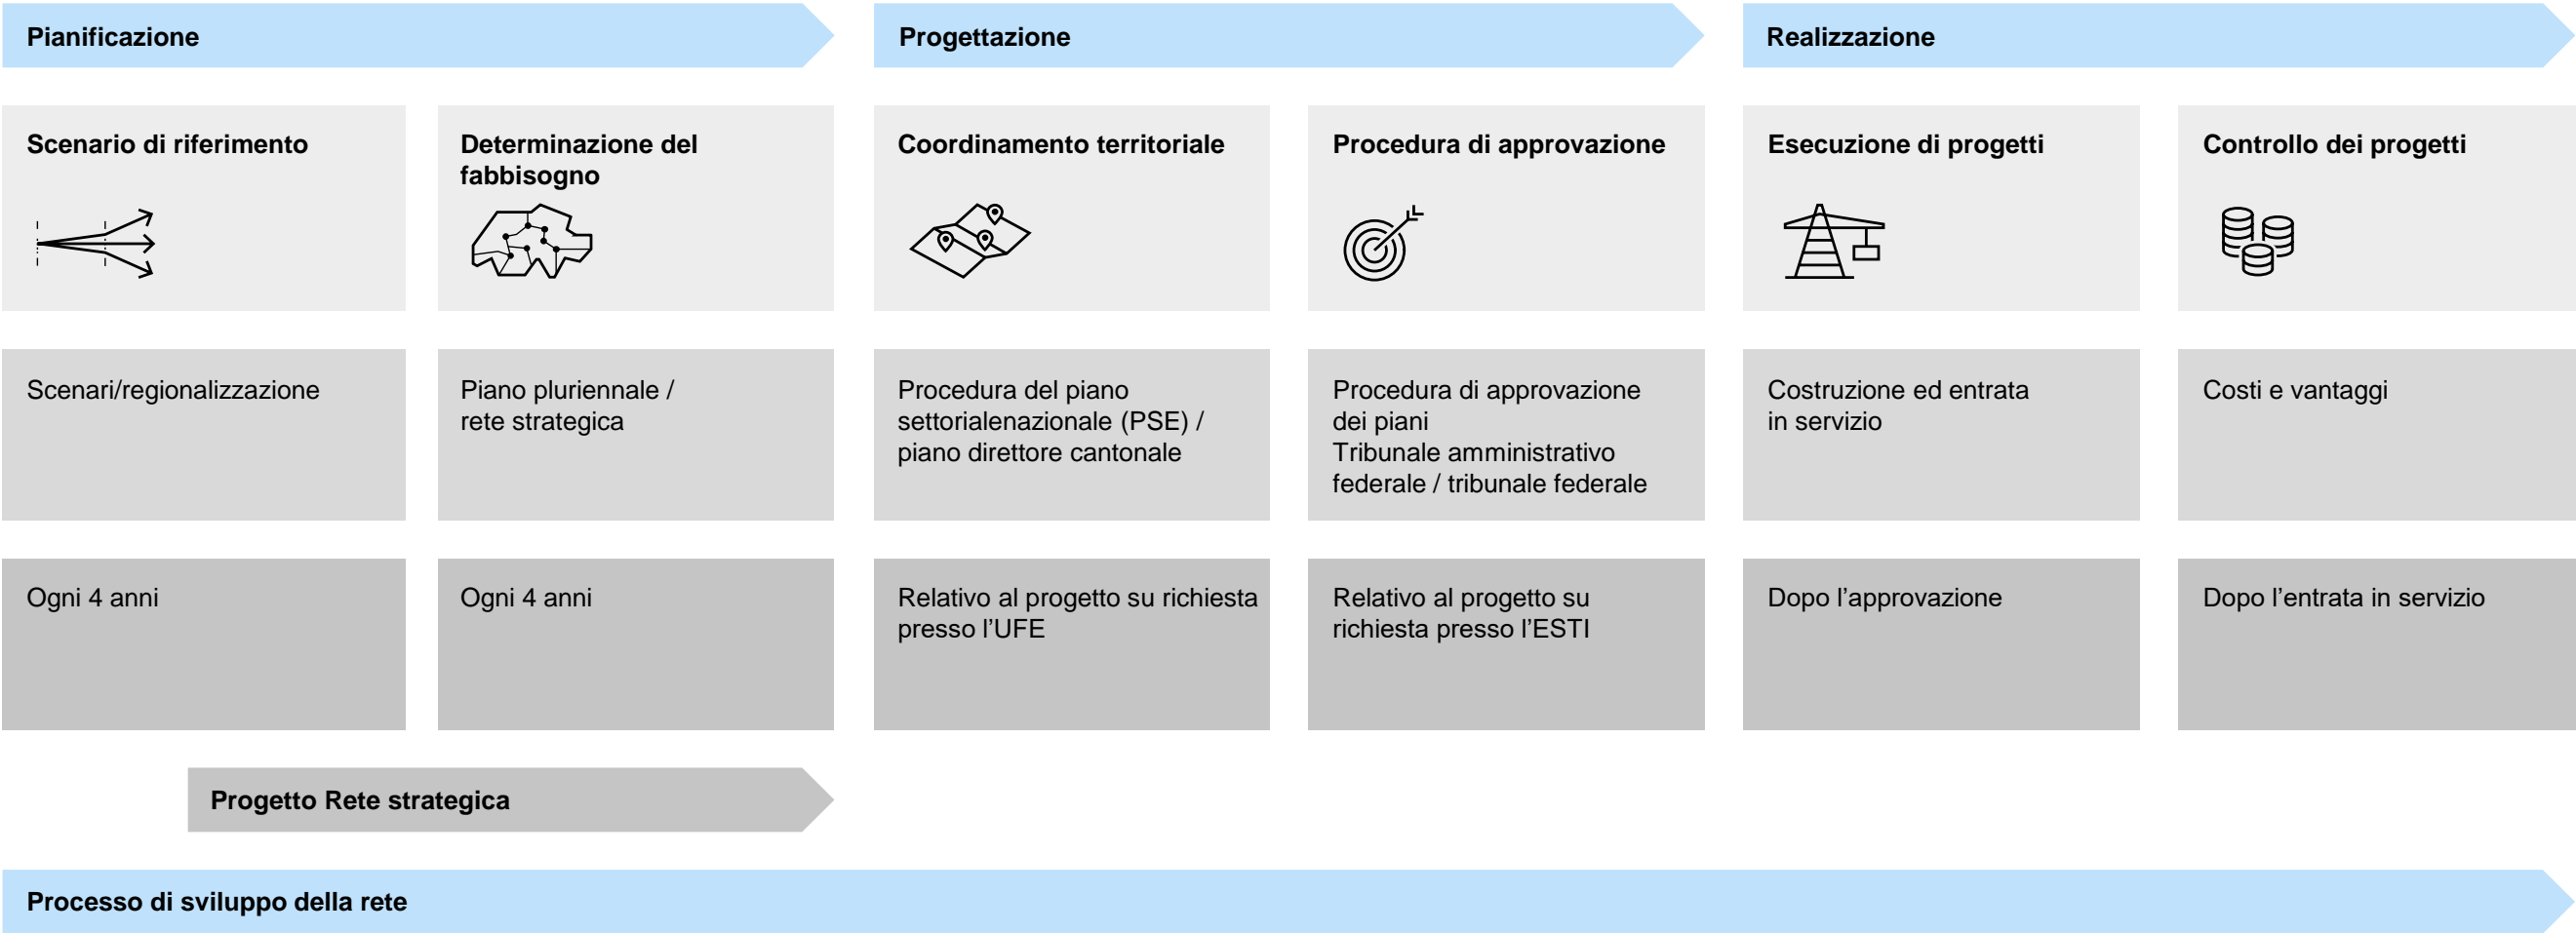 Pianificazione
Progettazione
Realizzazione
Scenario di riferimento
Determinazione del
fabbisogno
Coordinamento territoriale
Procedura di approvazione
Esecuzione di progetti
Controllo dei progetti
Scenari/regionalizzazione
Piano pluriennale /
rete strategica
Procedura del piano
settorialenazionale (PSE) /
piano direttore cantonale
Procedura di approvazione
dei piani
Tribunale amministrativo
federale / tribunale federale
Costruzione ed entrata
in servizio
Costi e vantaggi
Ogni 4 anni
Ogni 4 anni
Relativo al progetto su richiesta
presso l’UFE
Relativo al progetto su
richiesta presso l’ESTI
Dopo l’approvazione
Dopo l’entrata in servizio
Progetto Rete strategica
Processo di sviluppo della rete